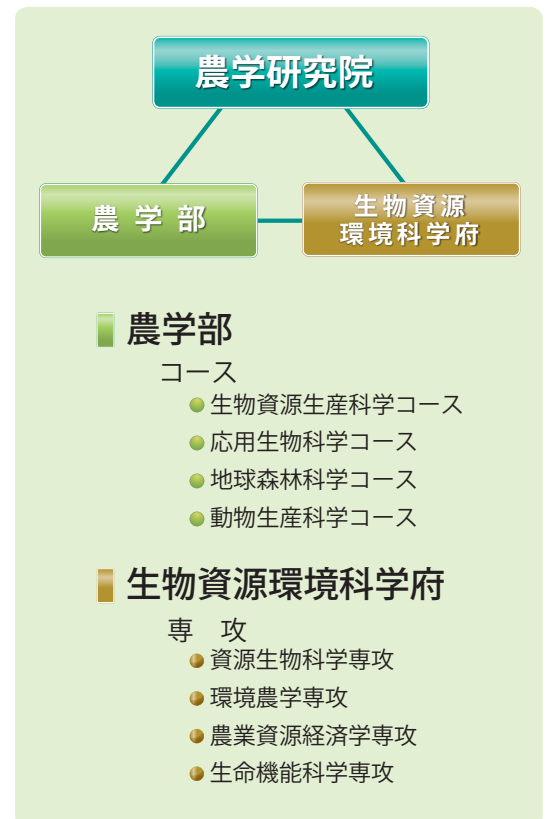 農学研究院
農学部
生物資源
環境科学府
農学部
コース
生物資源生産科学コース
応用生物科学コース
地球森林科学コース
動物生産科学コース
生物資源環境科学府
専　攻
資源生物科学専攻
環境農学専攻
農業資源経済学専攻
生命機能科学専攻